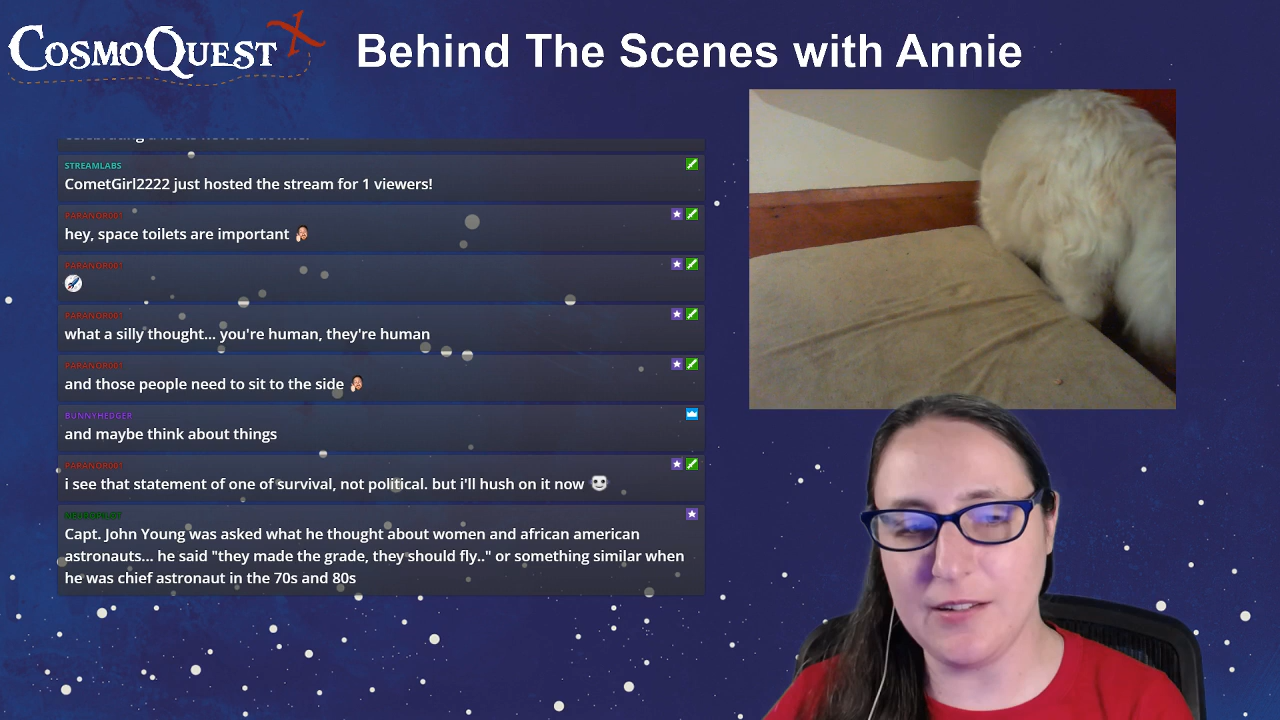 CosmoQuest X
Behind The Scenes with Annie
STREAMLABS
CometGirl2222 just hosted the stream for 1 viewers!
hey, space toilets are important
what a silly thought... you're human, they're human
and those people need to sit to the side
BUNNYHEDGER
and maybe think about things
i see that statement of one of survival, not political. but i'll hush on it now
Capt. John Young was asked what he thought about women and african american
astronauts... he said "they made the grade, they should fly.." or something similar when
he was chief astronaut in the 70s and 80s